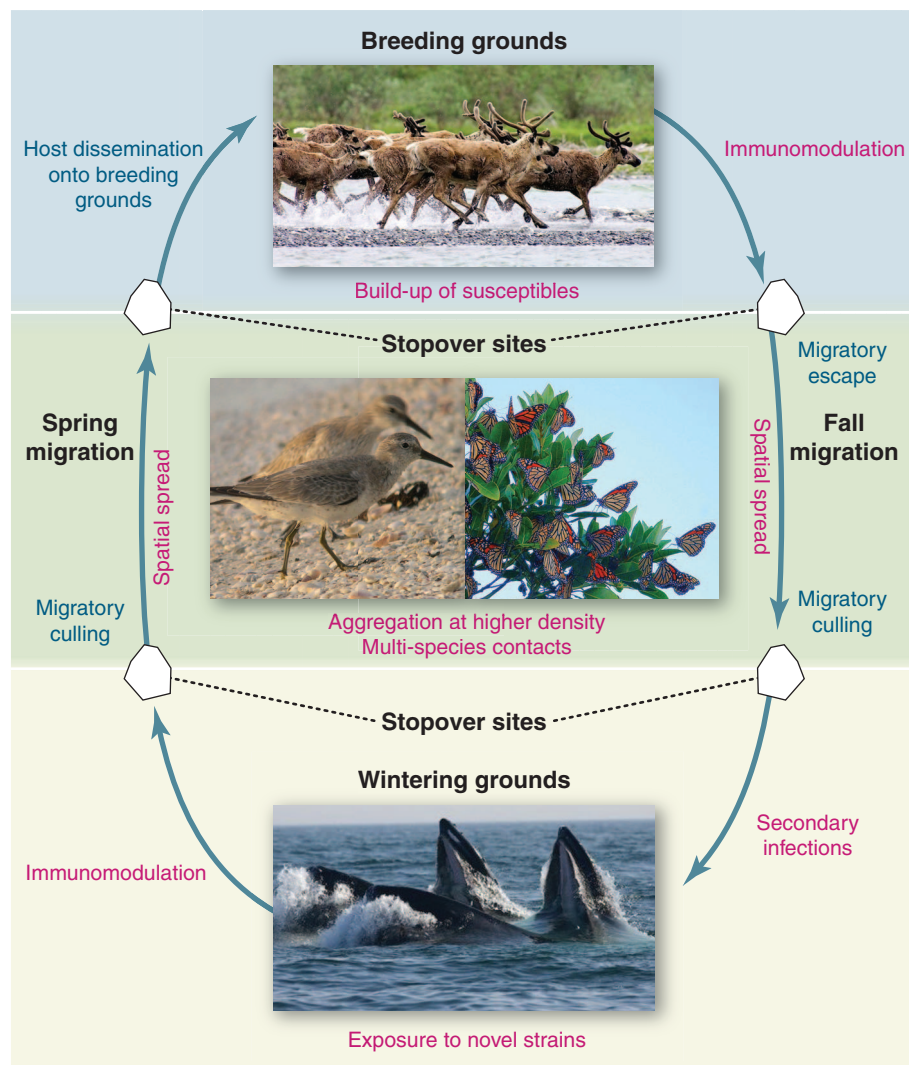 Breeding grounds
Host dissemination
onto breeding
grounds
Immunomodulation
Build-up of susceptibles
Stopover sites
Migratory
escape
Spring
migration
Fall
migration
Spatial spread
Spatial spread
Migratory
culling
Aggregation at higher density
Multi-species contacts
Migratory
culling
Stopover sites
Wintering grounds
Secondary
infections
Immunomodulation
Exposure to novel strains